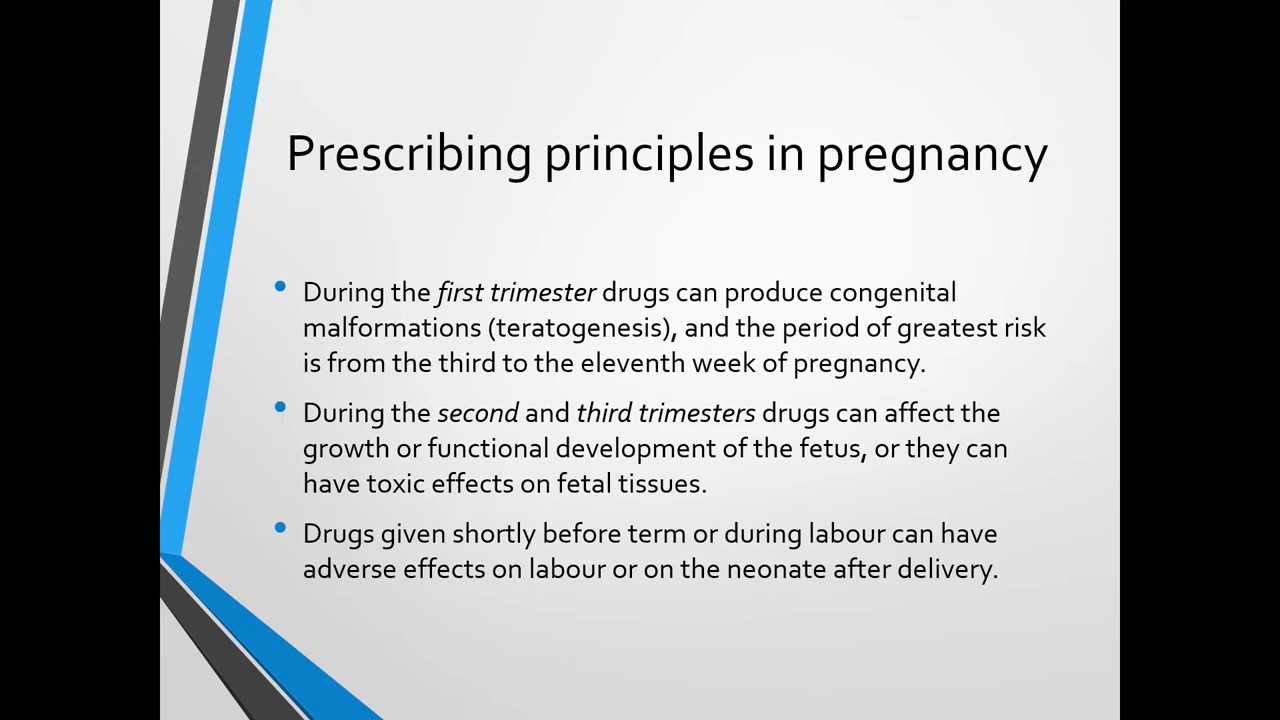 Prescribing principles in pregnancy
• During the first trimester drugs can produce congenital
malformations (teratogenesis), and the period of greatest risk
is from the third to the eleventh week of pregnancy.
• During the second and third trimesters drugs can affect the
growth or functional development of the fetus, or they can
have toxic effects on fetal tissues.
• Drugs given shortly before term or during labour can have
adverse effects on labour or on the neonate after delivery.